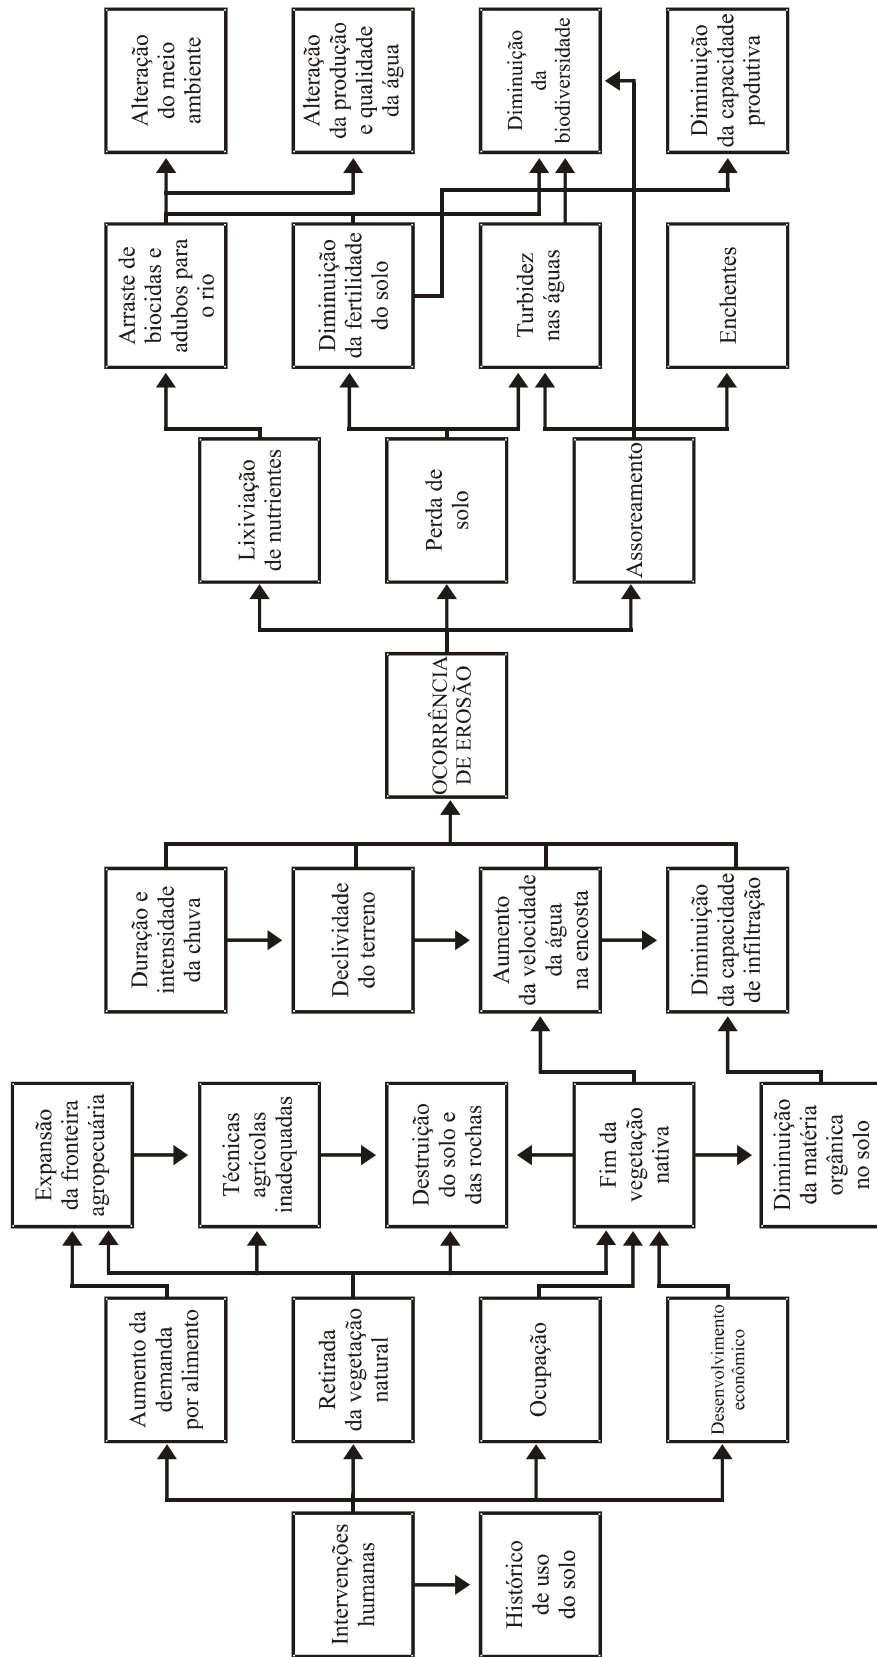 Intervenções
humanas
Histórico
de uso
do solo
Aumento da
demanda
por alimento
Retirada
da vegetação
natural
Ocupação
Desenvolvimento
econômico
Expansão
da fronteira
agropecuária
Técnicas
agrícolas
inadequadas
Destruição
do solo e
das rochas
Fim da
vegetação
nativa
Diminuição
da matéria
orgânica
no solo
Duração e
intensidade
da chuva
Declividade
do terreno
Aumento
da velocidade
da água
na encosta
Diminuição
da capacidade
de infiltração
OCORRÊNCIA
DE EROSÃO
Lixiviação
de nutrientes
Perda de
solo
Assoreamento
Arraste de
biocidas e
adubos para
o rio
Diminuição
da fertilidade
do solo
Turbidez
nas águas
Enchentes
Alteração
do meio
ambiente
Alteração
da produção
e qualidade
da água
Diminuição
da
biodiversidade
Diminuição
da capacidade
produtiva